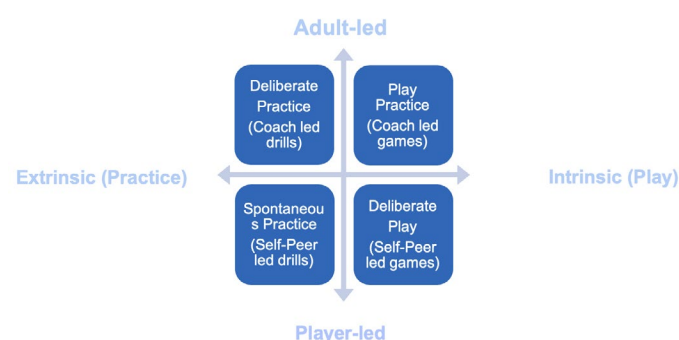 Adult-led
Deliberate
Practice
(Coach led
drills)
Play
Practice
(Coach led
games)
Extrinsic (Practice)
Intrinsic (Play)
Spontaneou
s Practice
(Self-Peer
led drills)
Deliberate
Play
(Self-Peer
led games)
Plaver-led